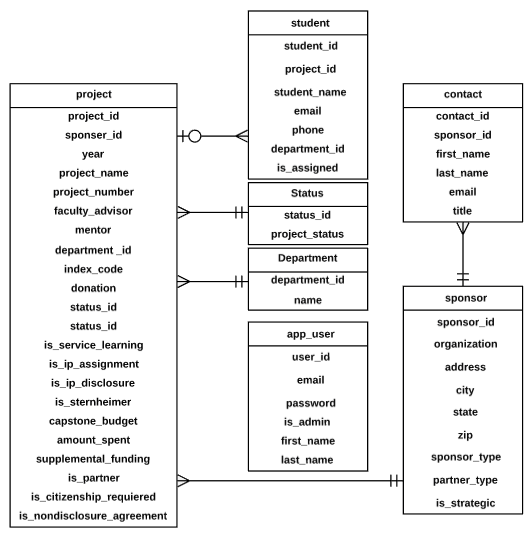 student
student_id
project_id
student_name
email
phone
department_id
is_assigned
project
project_id
sponser_id
year
project_name
project_number
faculty_advisor
mentor
department _id
index_code
donation
status_id
status_id
is_service_learning
is_ip_assignment
is_ip_disclosure
is_sternheimer
capstone_budget
amount_spent
supplemental_funding
is_partner
is_citizenship_requiered
is_nondisclosure_agreement
Status
status_id
project_status
Department
department_id
name
app_user
user_id
email
password
is_admin
first_name
last_name
contact
contact_id
sponsor_id
first_name
last_name
email
title
sponsor
sponsor_id
organization
address
city
state
zip
sponsor_type
partner_type
is_strategic